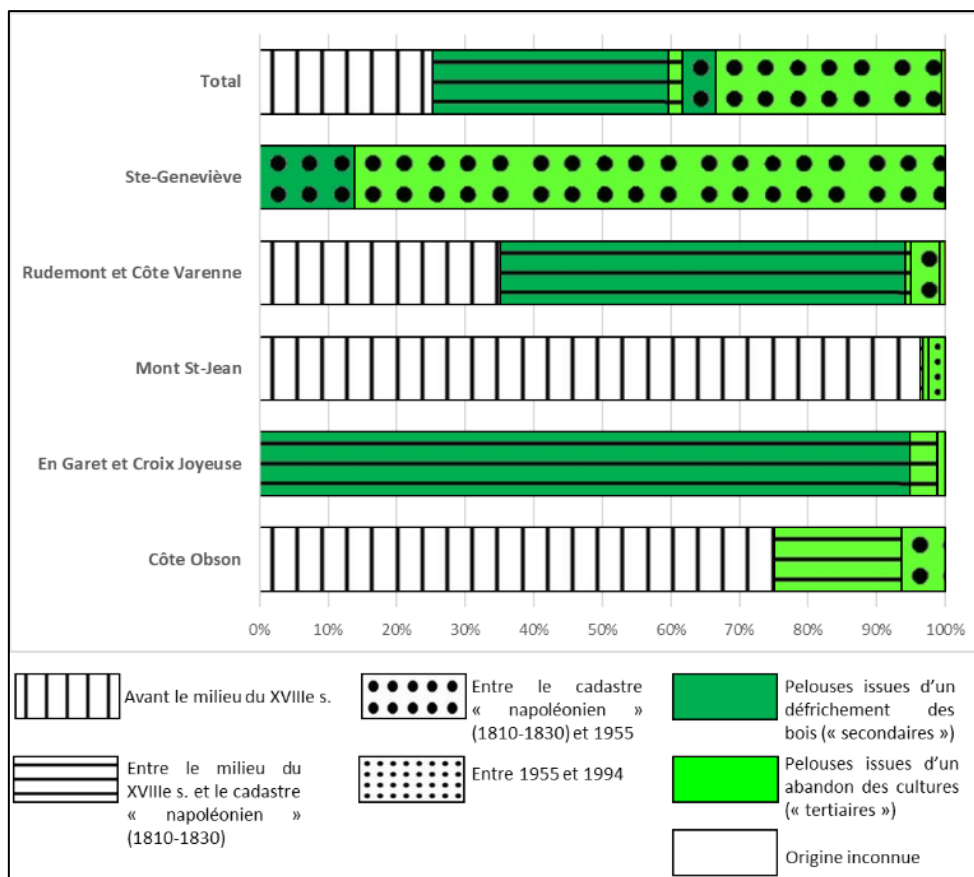 Total
Ste-Geneviève
Rudemont et Côte Varenne
Mont St-Jean
En Garet et Croix Joyeuse
Côte Obson
0% 10% 20% 30% 40% 50% 60% 70% 80% 90% 100%
Avant le milieu du XVIIIe s.
Entre le milieu du
XVIIIe s. et le cadastre
« napoléonien »
(1810-1830)
Entre le cadastre
« napoléonien »
(1810-1830) et 1955
Entre 1955 et 1994
Pelouses issues d’un
défrichement des
bois (« secondaires »)
Pelouses issues d’un
abandon des cultures
(« tertiaires »)
Origine inconnue